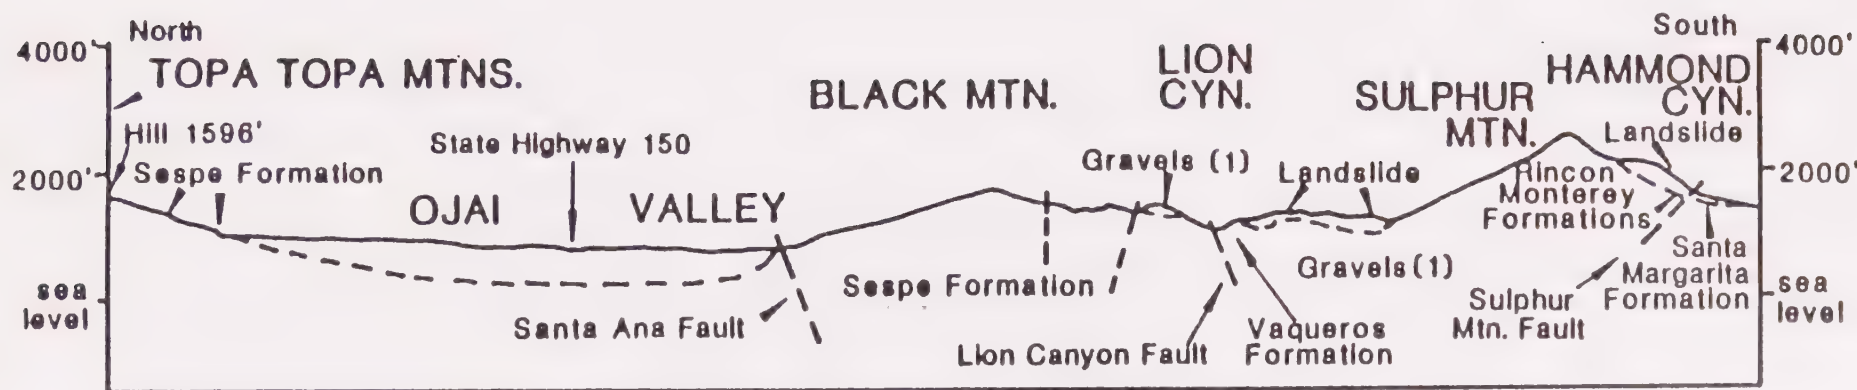 North
South
4000'
4000'
TOPA TOPA MTNS.
BLACK MTN.
LION
CYN.
SULPHUR
MTN.
HAMMOND
CYN.
Hill 1596'
State Highway 150
Gravels (1)
Landslide
Landslide
2000'
2000'
Sespe Formation
OJAI VALLEY
Rincon
Monterey
Formations
Sespe Formation
Gravels (1)
Santa
Margarita
Formation
sea
level
sea
level
Santa Ana Fault
Lion Canyon Fault
Vaqueros
Formation
Sulphur
Mtn. Fault